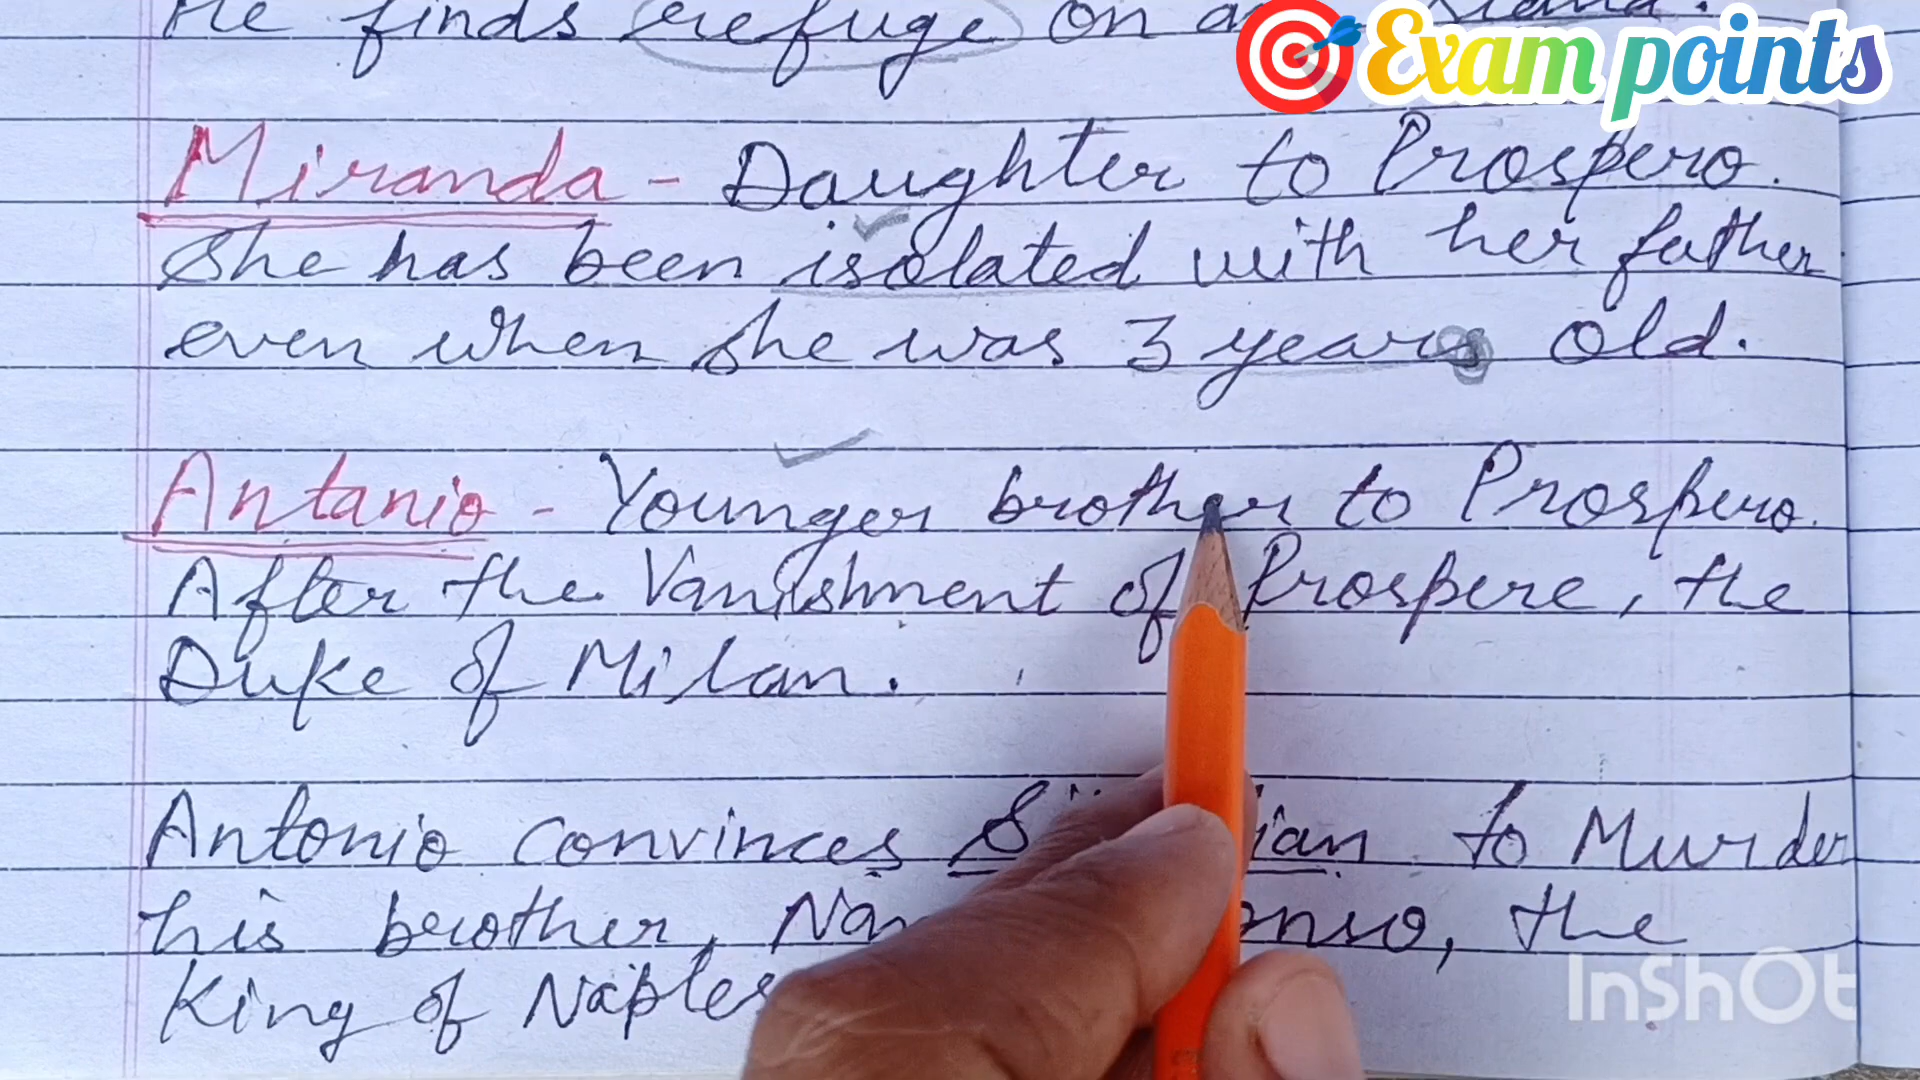 He finds refuge on an
Exam points
Miranda - Daughter to Prospero.
She has been isolated with her father
even when she was 3 years old.
Antanio - Younger brother to Prospero.
After the Vanishment of Prospere, the
Duke of Milan.
Antonio convinces to Murder
his brother, the
King of Naples
InShOt